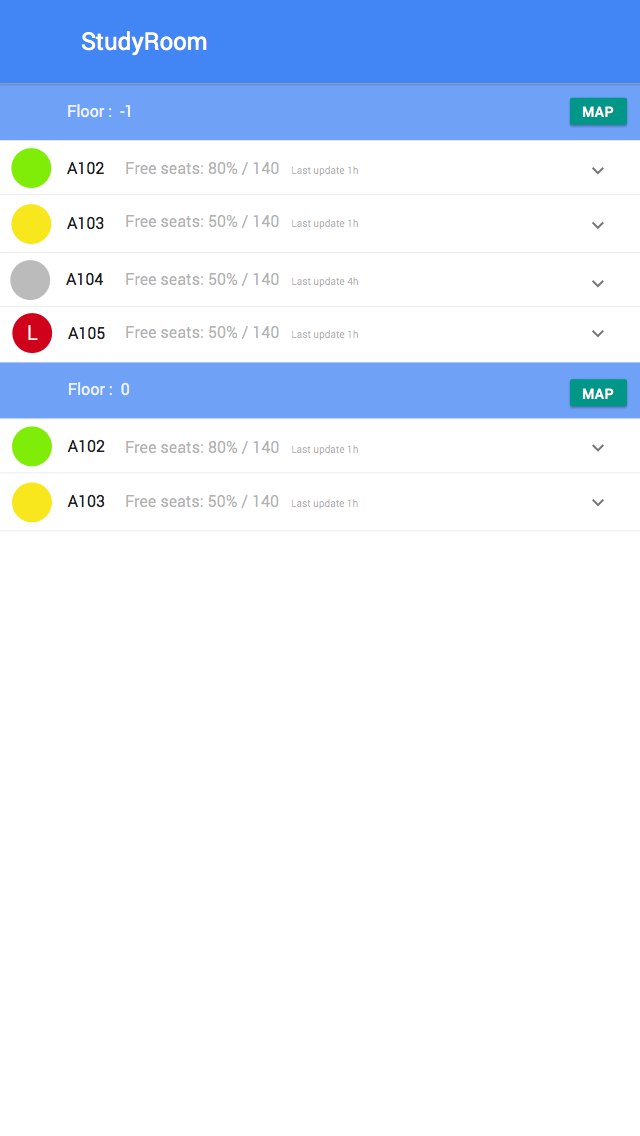 StudyRoom
Floor : -1 MAP
A102 Free seats: 80% / 140 Last update 1h
A103 Free seats: 50% / 140 Last update 1h
A104 Free seats: 50% / 140 Last update 4h
L A105 Free seats: 50% / 140 Last update 1h
Floor : 0 MAP
A102 Free seats: 80% / 140 Last update 1h
A103 Free seats: 50% / 140 Last update 1h